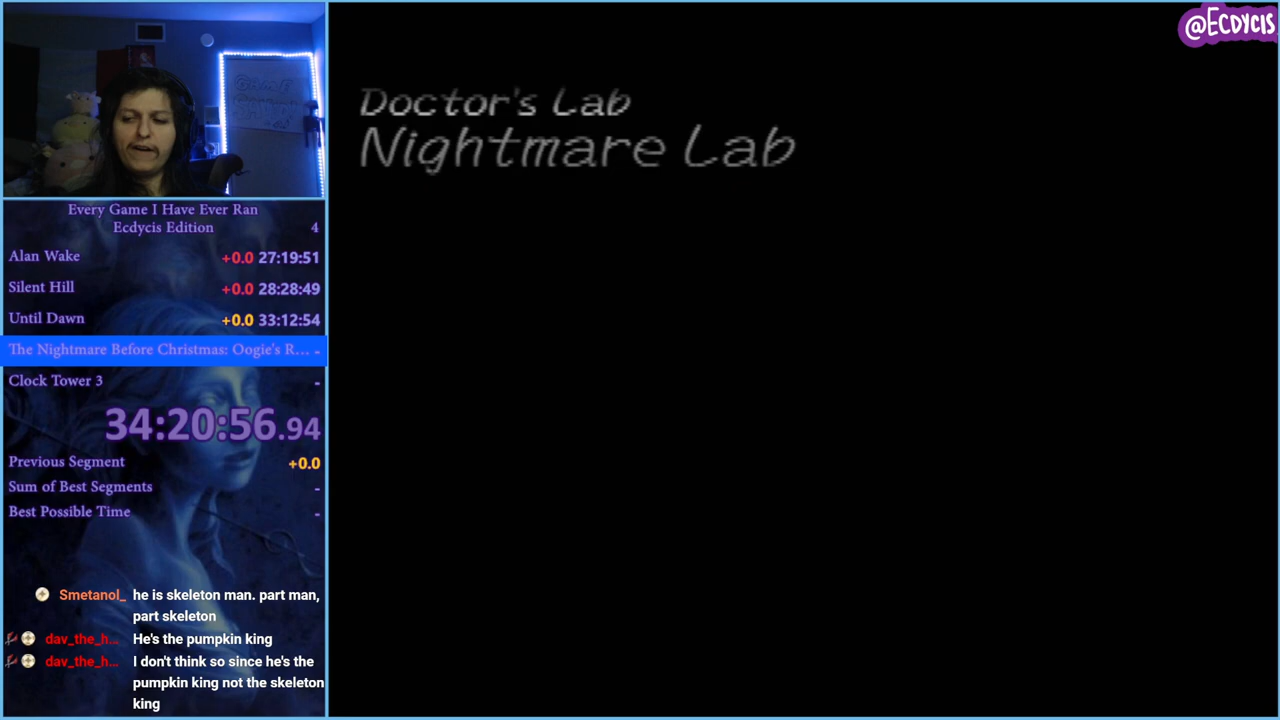 @ECDYCIS
Doctor's Lab
Nightmare Lab
GAME
Every Game I Have Ever Ran
Ecdycis Edition 4
Alan Wake +0.0 27:19:51
Silent Hill +0.0 28:28:49
Until Dawn +0.0 33:12:54
The Nightmare Before Christmas: Oogie's R... -
Clock Tower 3 -
34:20:56.94
Previous Segment +0.0
Sum of Best Segments -
Best Possible Time -
Smetanol_ he is skeleton man. part man,
part skeleton
dav_the_h... He's the pumpkin king
dav_the_h... I don't think so since he's the
pumpkin king not the skeleton
king